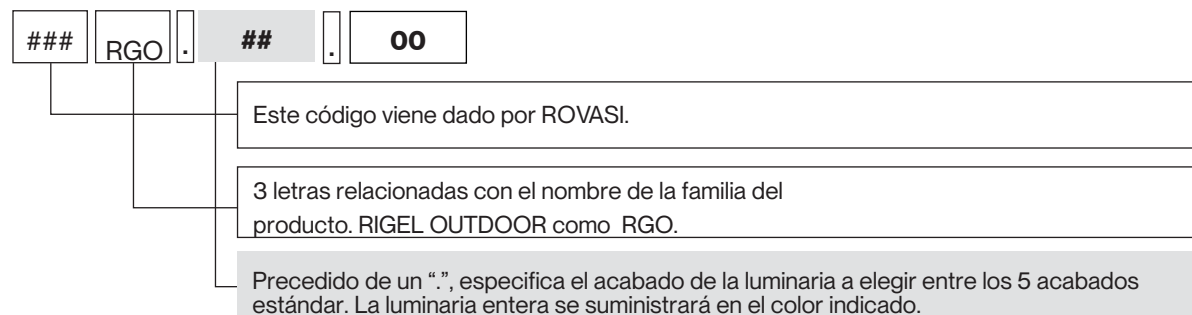 ### RGO . ## . 00
Este código viene dado por ROVASI.
3 letras relacionadas con el nombre de la familia del
producto. RIGEL OUTDOOR como RGO.
Precedido de un “.”, especifica el acabado de la luminaria a elegir entre los 5 acabados
estándar. La luminaria entera se suministrará en el color indicado.